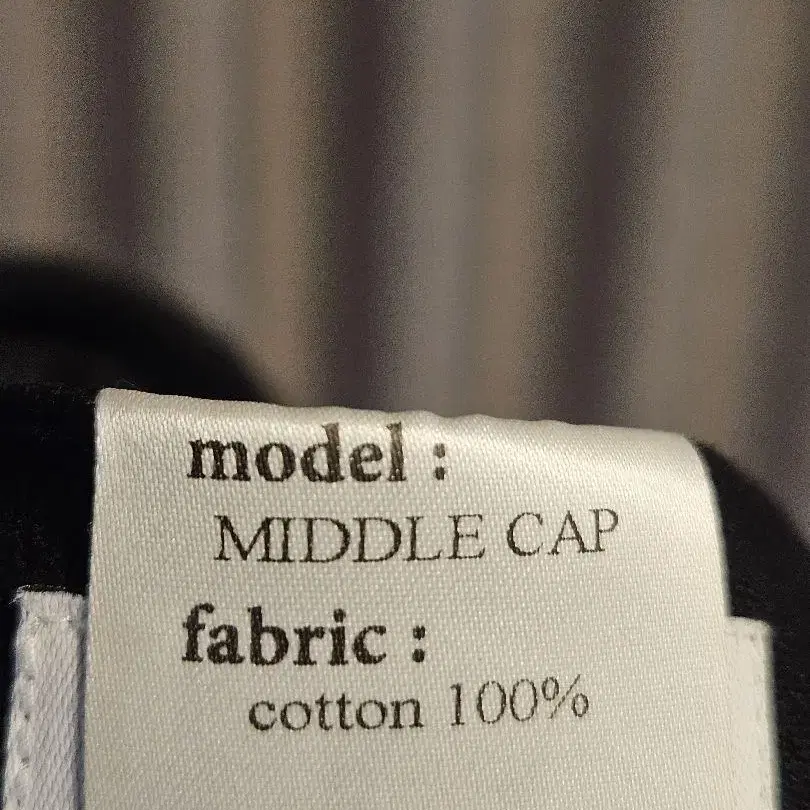 model :
MIDDLE CAP
fabric :
cotton 100%